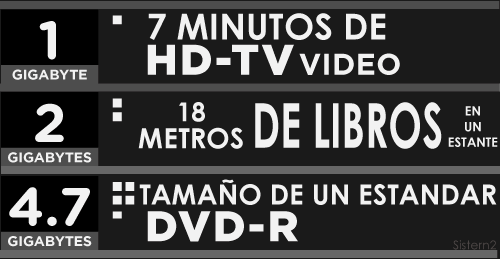 1
GIGABYTE
7 MINUTOS DE
HD-TV VIDEO
2
GIGABYTES
18
METROS DE LIBROS
EN
UN
ESTANTE
4.7
GIGABYTES
TAMAÑO DE UN ESTANDAR
DVD-R
Sistern2